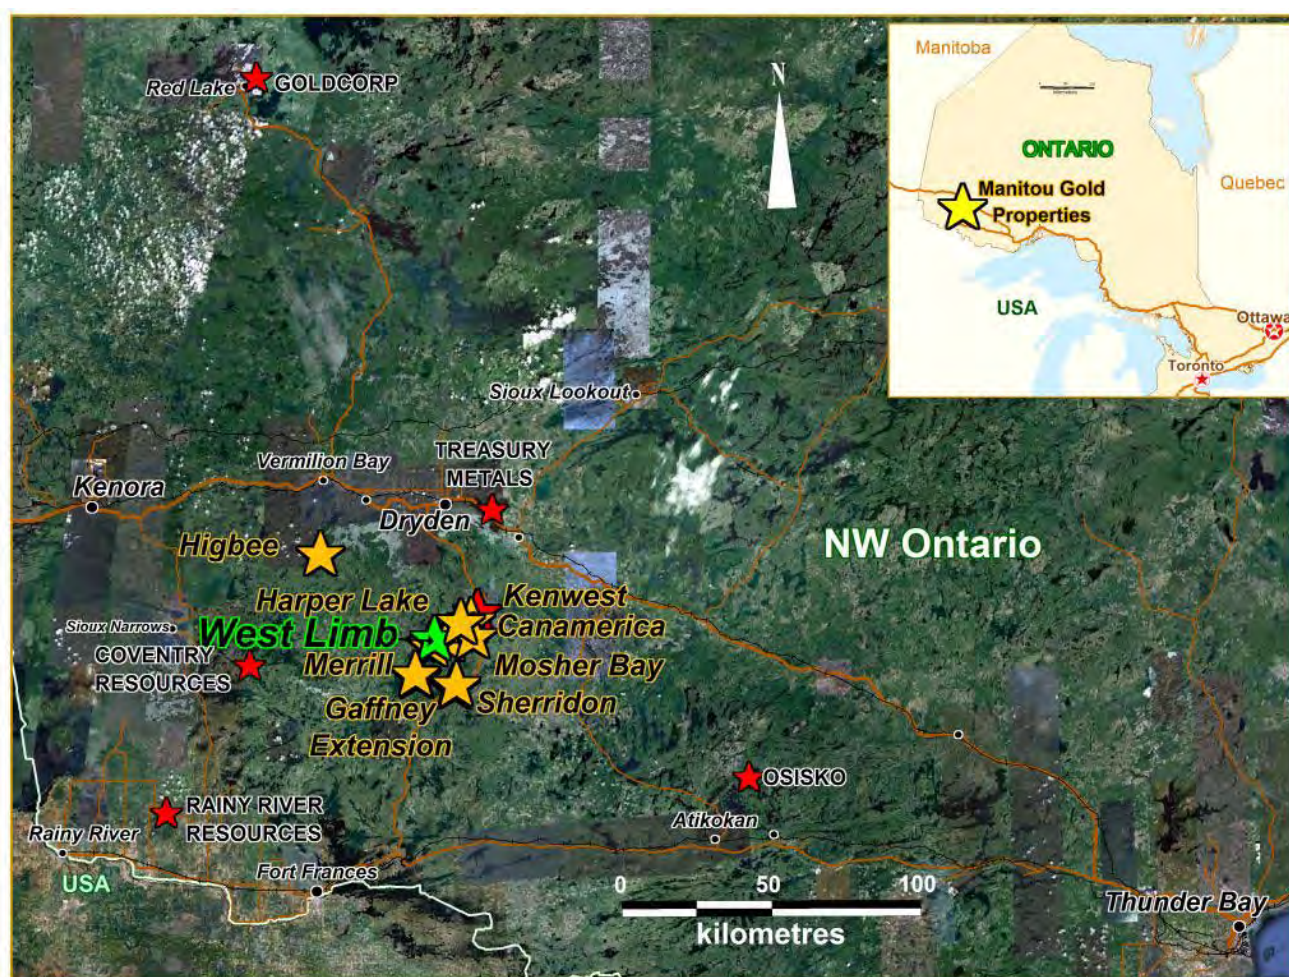 Red Lake
GOLDCORP
N
Manitoba
ONTARIO
Manitou Gold
Properties
Quebec
USA
Ottawa
Toronto
Sioux Lookout
TREASURY
METALS
Vermilion Bay
Kenora
Dryden
NW Ontario
Higbee
Harper Lake
Kenwest
Sioux Narrows
West Limb
Canamerica
COVENTRY
RESOURCES
Merrill
Mosher Bay
Gaffney
Extension
Sherridon
OSISKO
RAINY RIVER
RESOURCES
Rainy River
Atikokan
USA
Fort Frances
0 50 100
kilometres
Thunder Bay